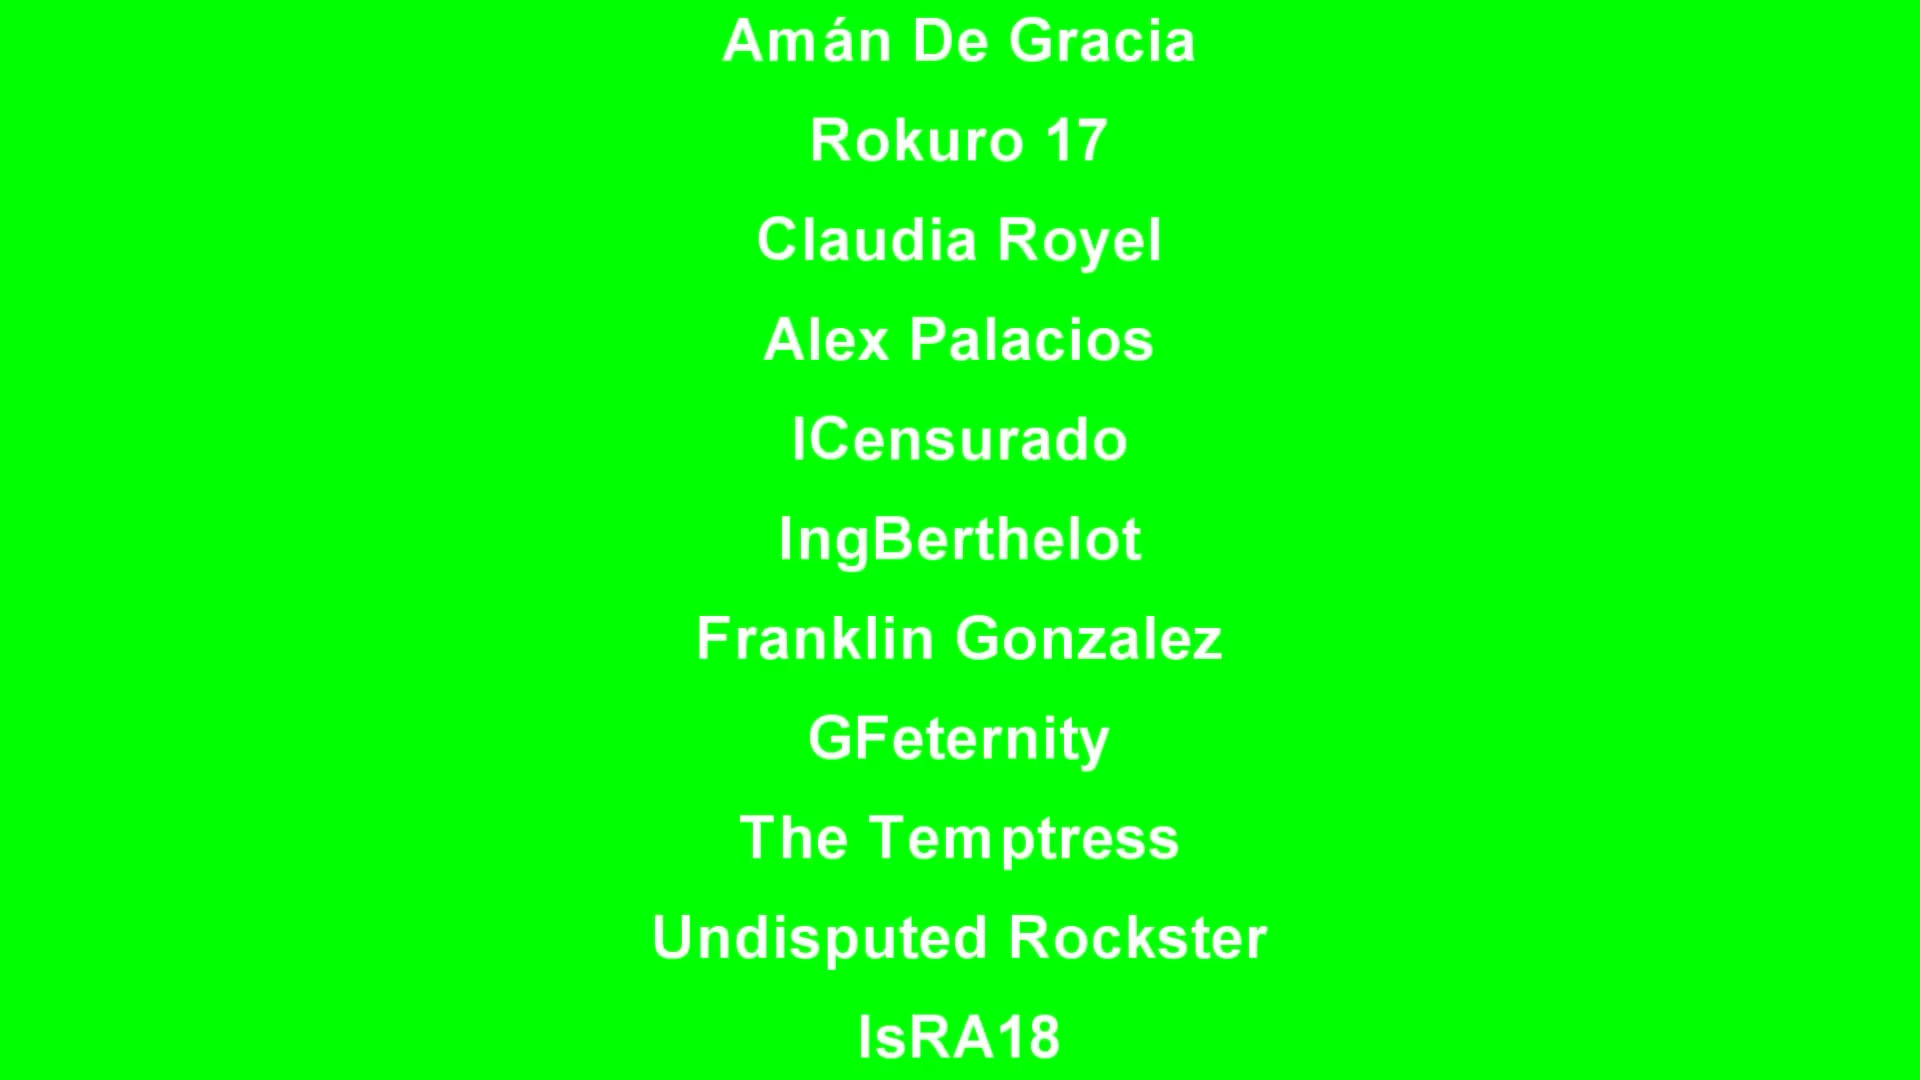 Amán De Gracia
Rokuro 17
Claudia Royel
Alex Palacios
ICensurado
IngBerthelot
Franklin Gonzalez
GFeternity
The Temptress
Undisputed Rockster
IsRA18